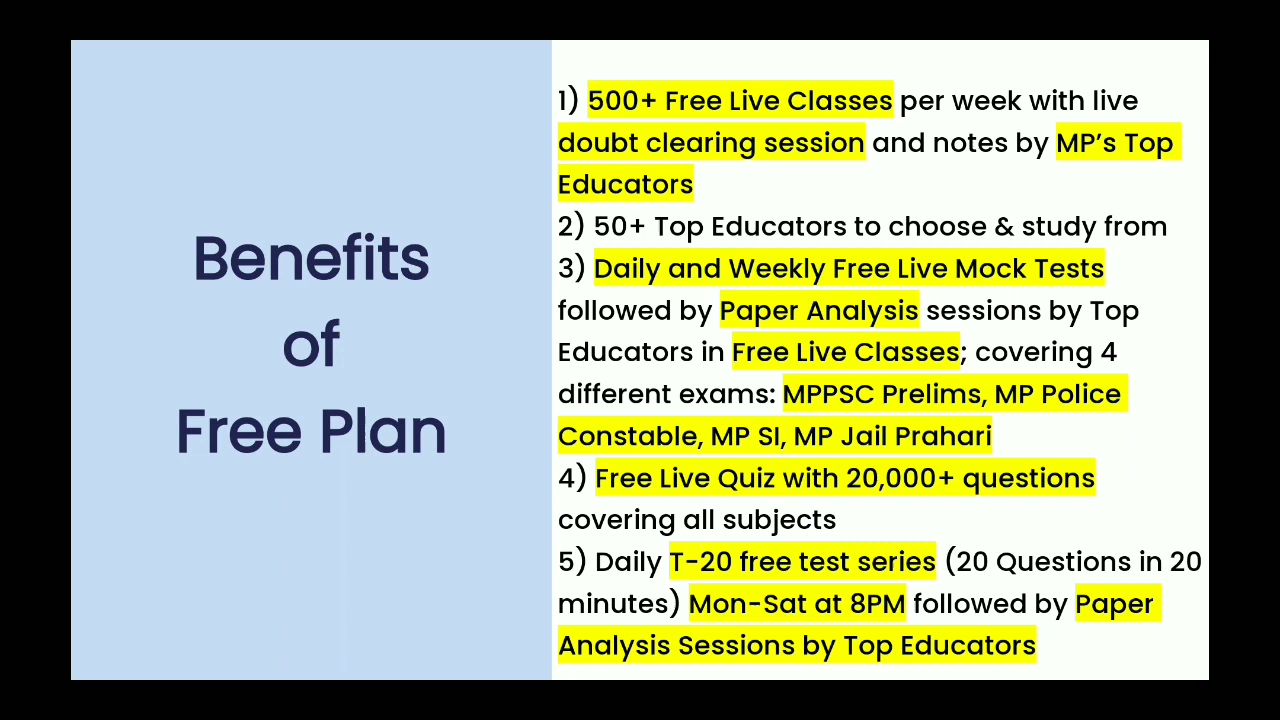 Benefits
of
Free Plan
1) 500+ Free Live Classes per week with live
doubt clearing session and notes by MP’s Top
Educators
2) 50+ Top Educators to choose & study from
3) Daily and Weekly Free Live Mock Tests
followed by Paper Analysis sessions by Top
Educators in Free Live Classes; covering 4
different exams: MPPSC Prelims, MP Police
Constable, MP SI, MP Jail Prahari
4) Free Live Quiz with 20,000+ questions
covering all subjects
5) Daily T-20 free test series (20 Questions in 20
minutes) Mon-Sat at 8PM followed by Paper
Analysis Sessions by Top Educators